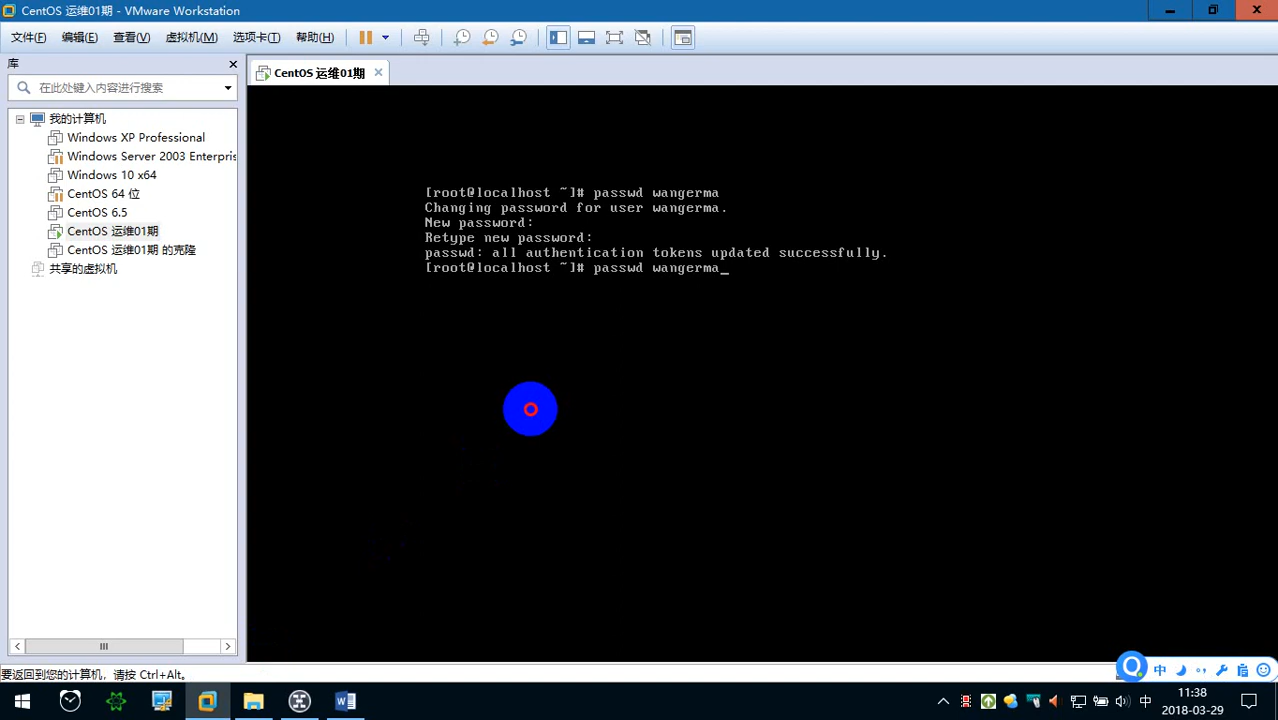 CentOS 运维01期 - VMware Workstation
文件(F) 编辑(E) 查看(V) 虚拟机(M) 选项卡(T) 帮助(H)
库
在此处键入内容进行搜索
我的计算机
Windows XP Professional
Windows Server 2003 Enterpris
Windows 10 x64
CentOS 64 位
CentOS 6.5
CentOS 运维01期
CentOS 运维01期 的克隆
共享的虚拟机
CentOS 运维01期
[root@localhost ~]# passwd wangerma
Changing password for user wangerma.
New password:
Retype new password:
passwd: all authentication tokens updated successfully.
[root@localhost ~]# passwd wangerma_
要返回到您的计算机，请按 Ctrl+Alt。
中
中
11:38
2018-03-29